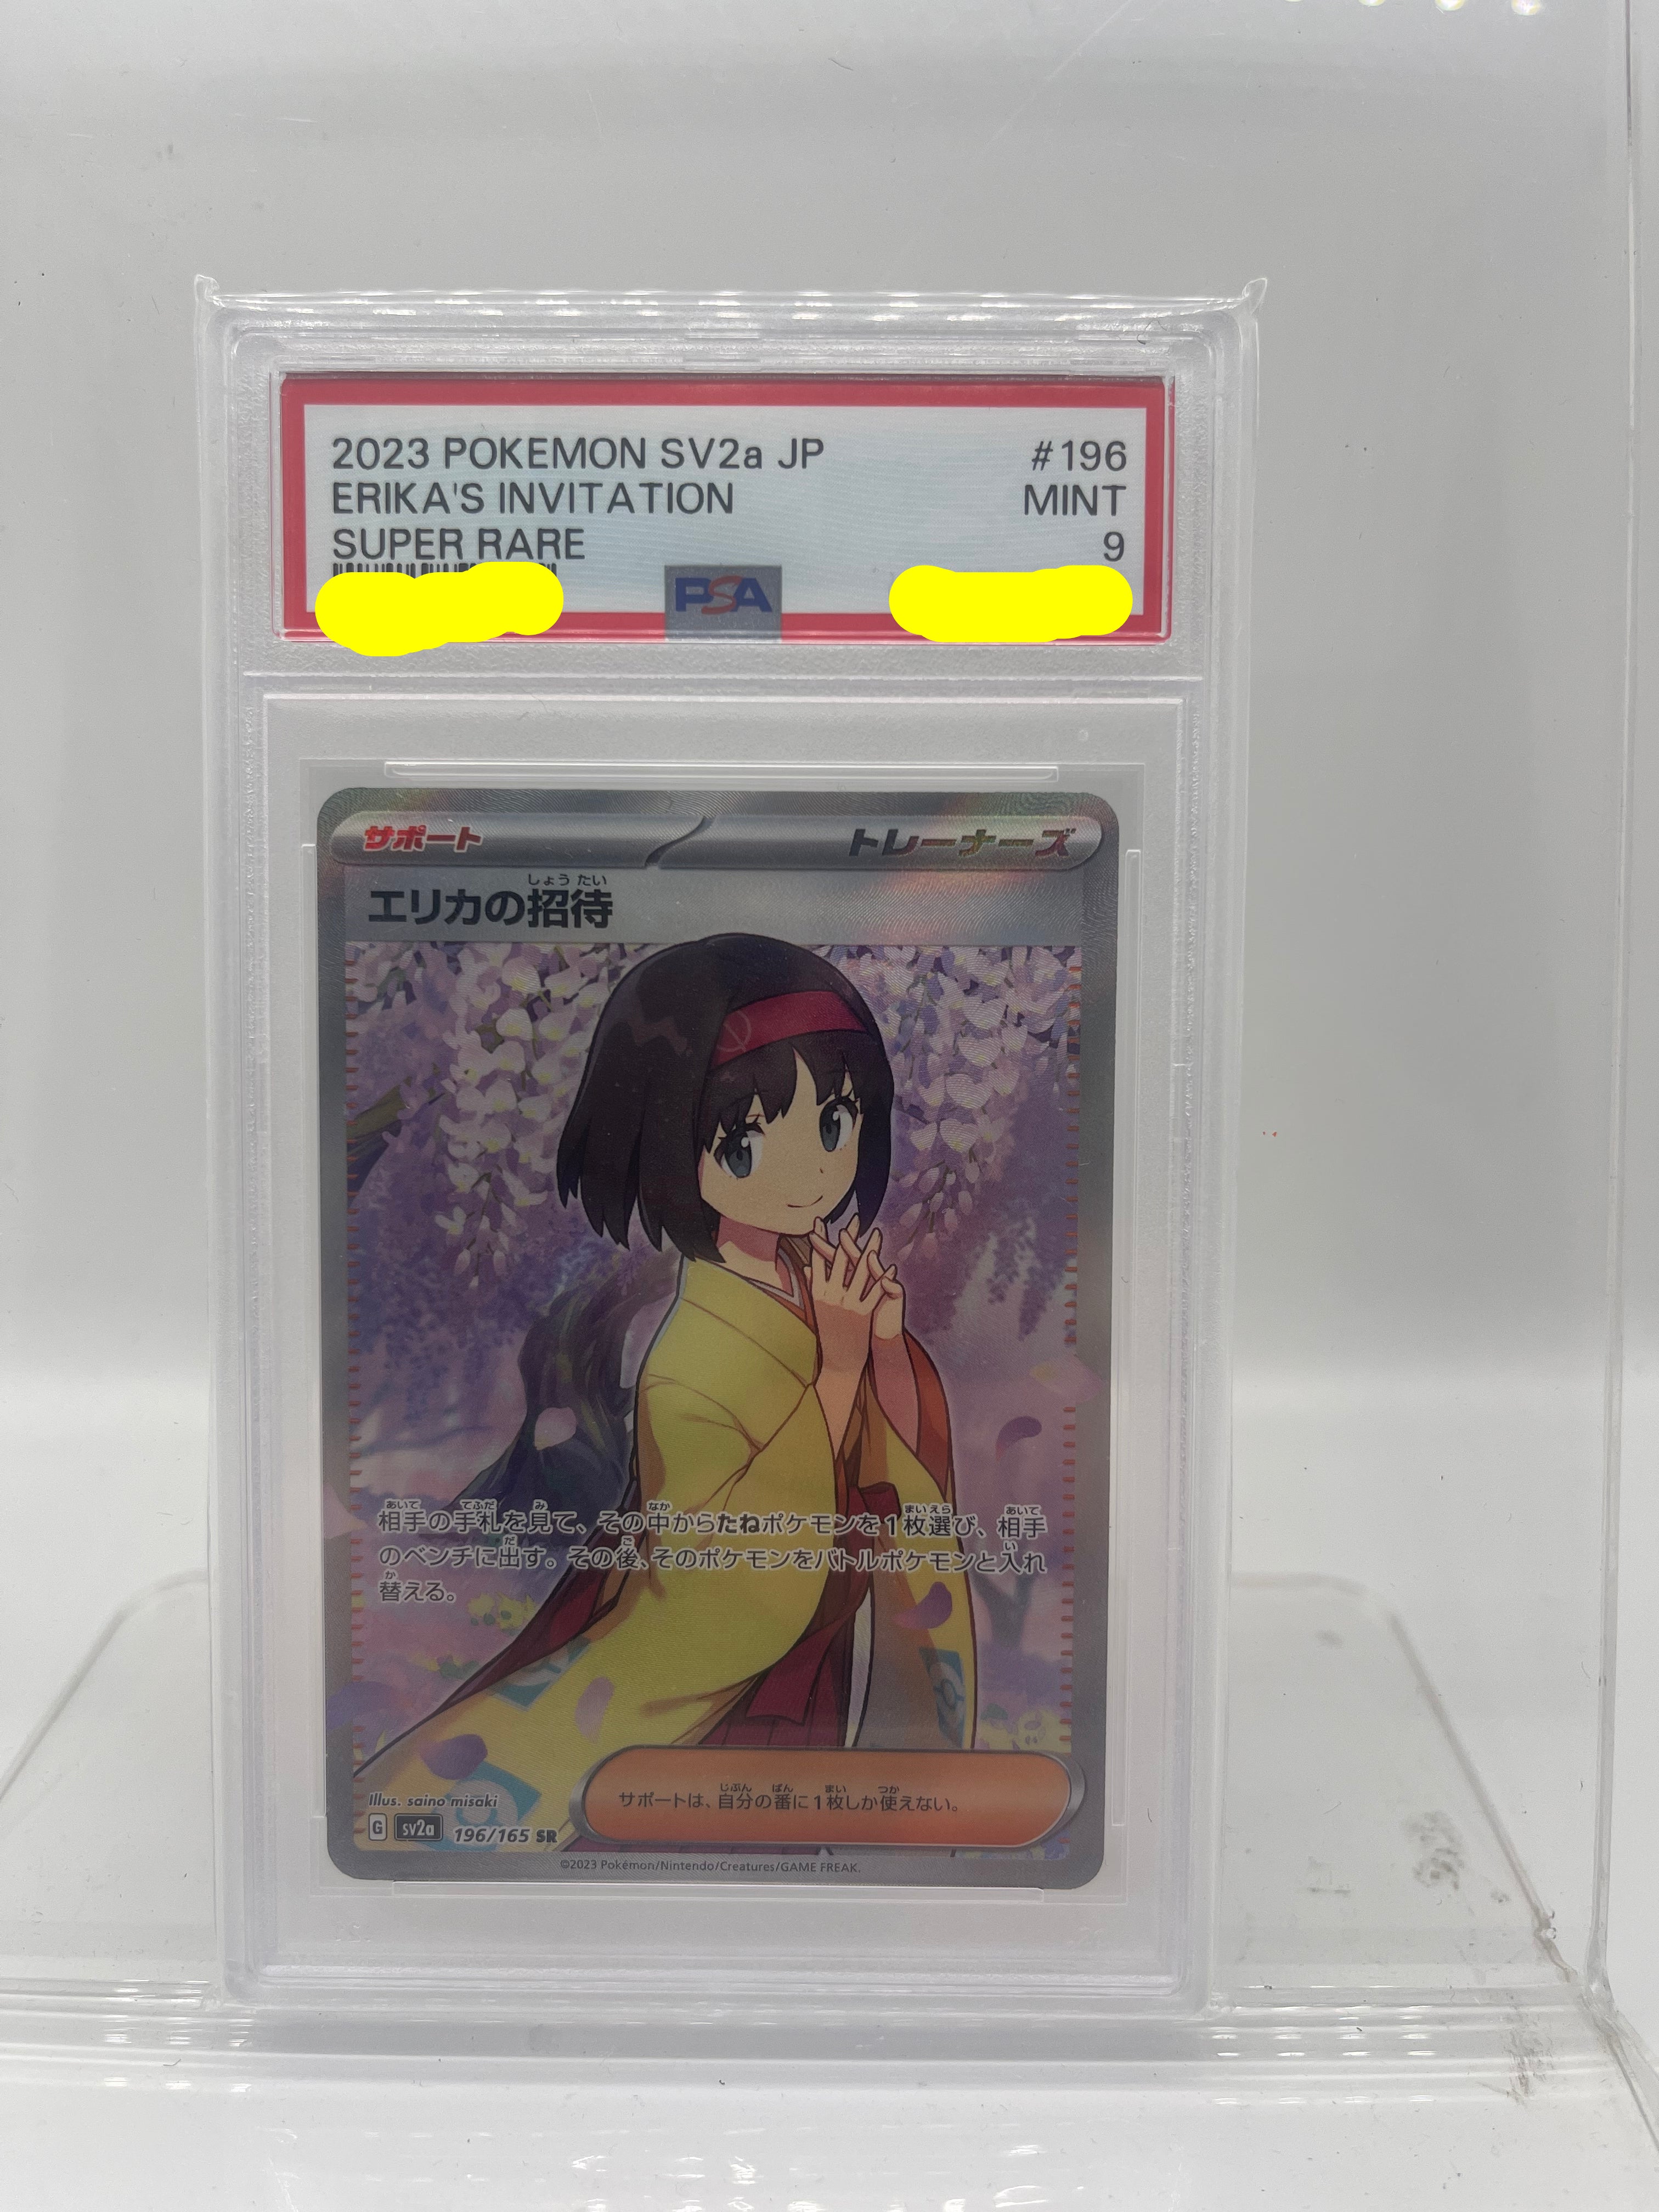 2023 POKEMON SV2a JP #196
ERIKA'S INVITATION MINT
SUPER RARE 9
PSA
サポート トレーナーズ
しょう たい
エリカの招待
あいて てふだ み なか まい えら あいて
相手の手札を見て、その中からたねポケモンを1枚選び、相手
だ ご い
のベンチに出す。その後、そのポケモンをバトルポケモンと入れ
か
替える。
じぶん ばん まい つか
サポートは、自分の番に1枚しか使えない。
Illus. saino misaki
G sv2a 196/165 SR
©2023 Pokémon/Nintendo/Creatures/GAME FREAK.